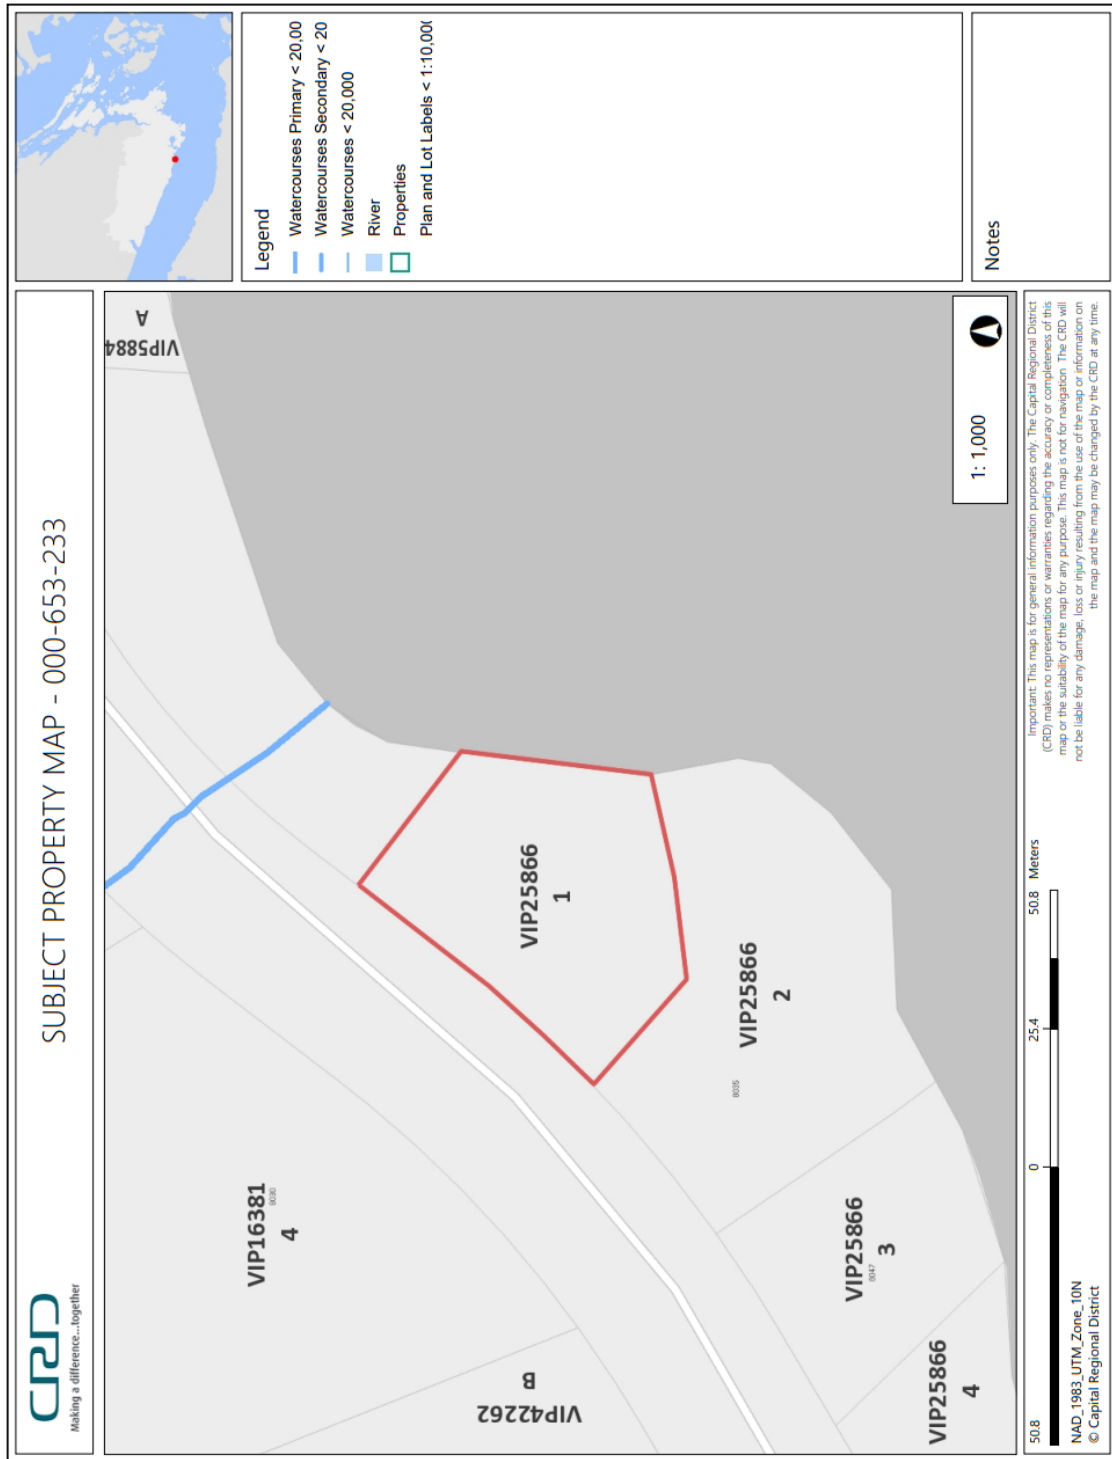 CRD
Making a difference...together
SUBJECT PROPERTY MAP - 000-653-233
VIP5884
A
VIP16381
8080
4
VIP42262
B
VIP25866
1
VIP25866
2
8035
VIP25866
3
8047
VIP25866
4
1: 1,000
Legend
Watercourses Primary < 20,00
Watercourses Secondary < 20
Watercourses < 20,000
River
Properties
Plan and Lot Labels < 1:10,000
Notes
50.8 0 25.4 50.8 Meters
NAD_1983_UTM_Zone_10N
© Capital Regional District
Important: This map is for general information purposes only. The Capital Regional District
(CRD) makes no representations or warranties regarding the accuracy or completeness of this
map or the suitability of the map for any purpose. This map is not for navigation. The CRD will
not be liable for any damage, loss or injury resulting from the use of the map or information on
the map and the map may be changed by the CRD at any time.